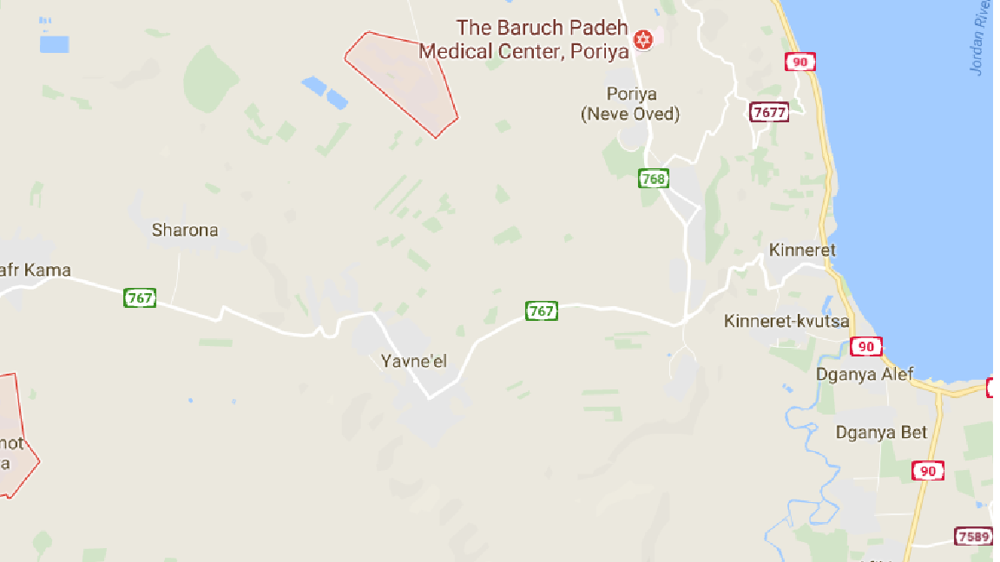 The Baruch Padeh
Medical Center, Poriya
Jordan River
90
Poriya
(Neve Oved)
7677
768
Sharona
Kinneret
afr Kama
767
767
Kinneret-kvutsa
90
Yavne'el
Dganya Alef
Dganya Bet
not
a
90
7589